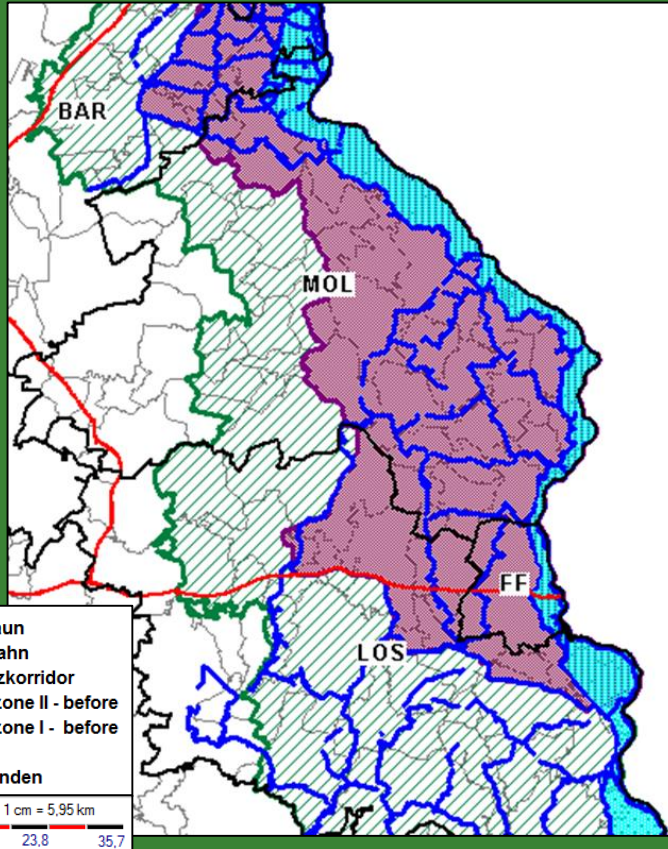 BAR
MOL
FF
LOS
aun
ahn
zkorridor
zone II - before
zone I - before
nden
1 cm = 5,95 km
23,8 35,7